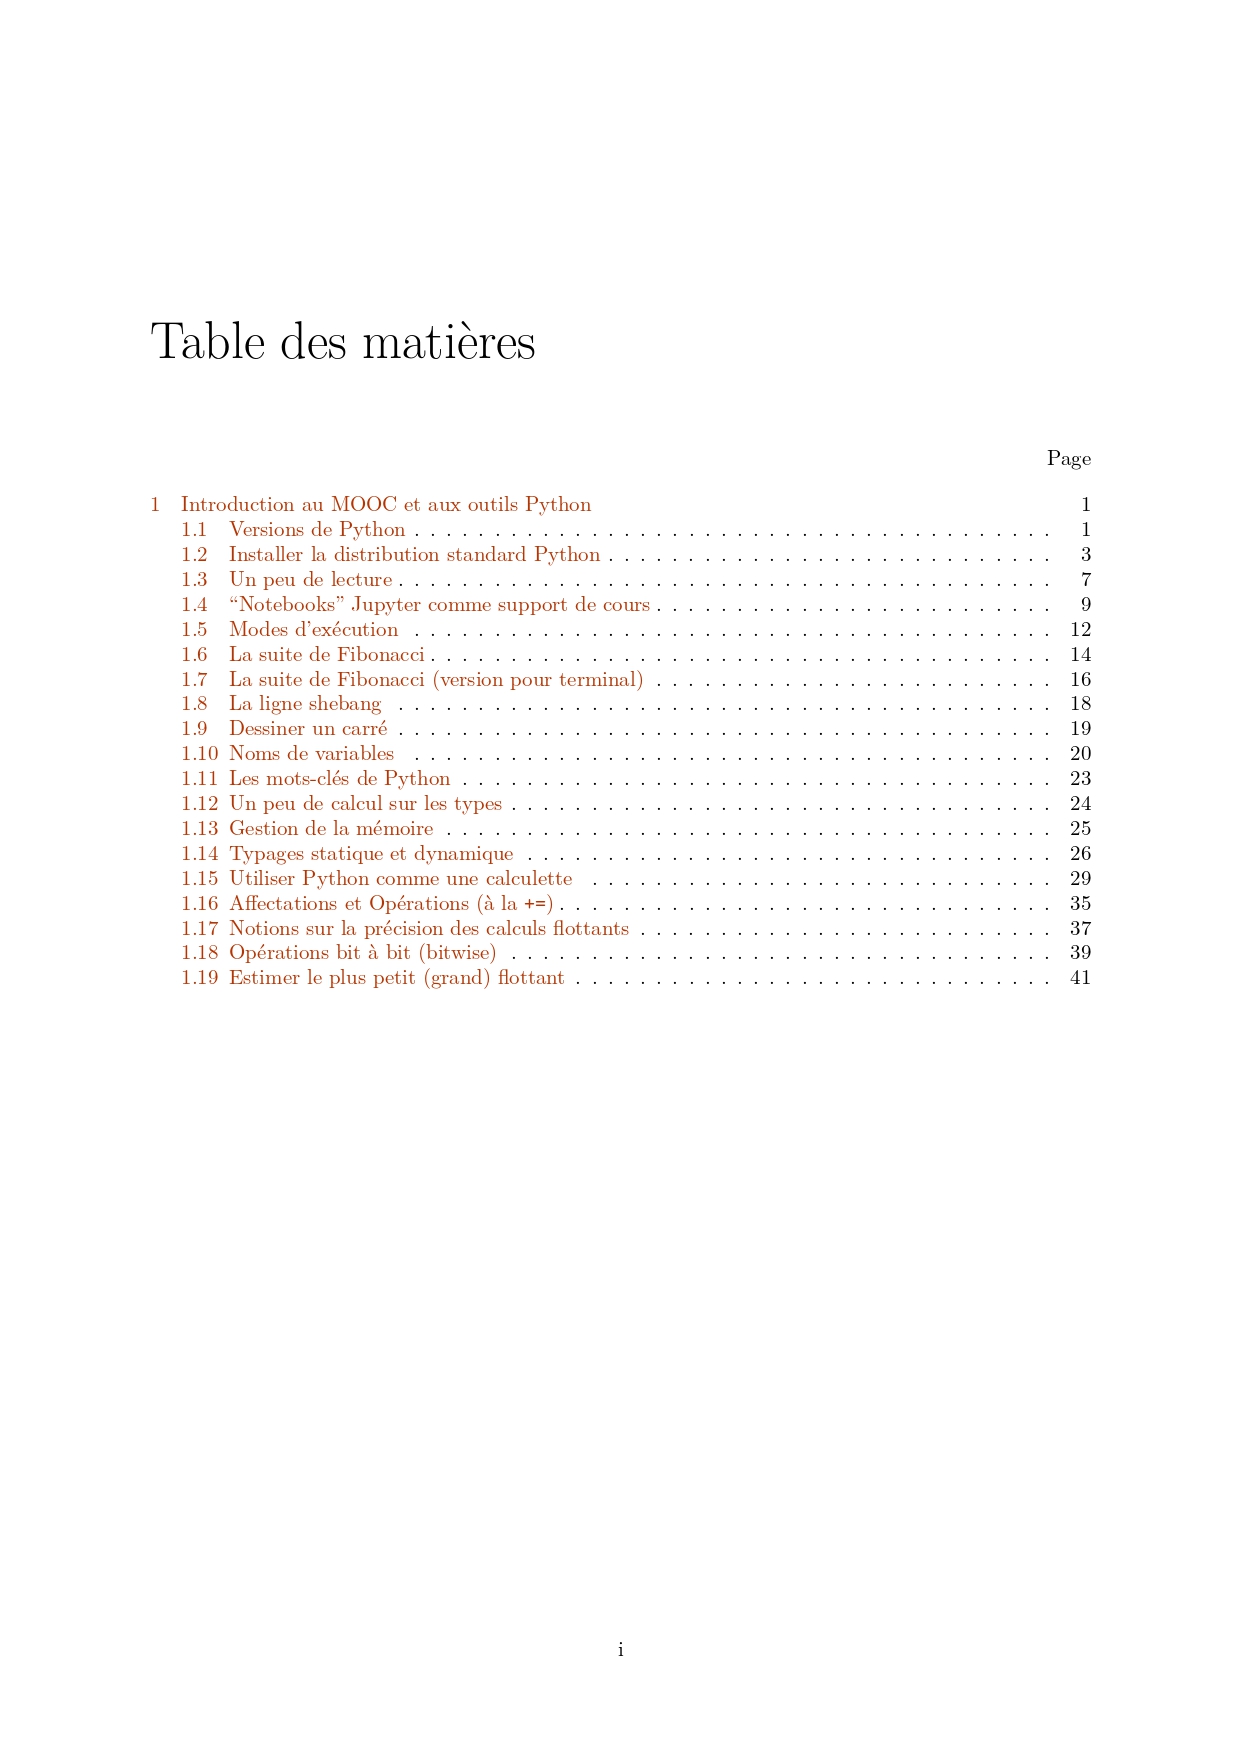 Table des matières
Page
1 Introduction au MOOC et aux outils Python 1
1.1 Versions de Python . . . . . . . . . . . . . . . . . . . . . . . . . . . . . . . . . . . . . . . . 1
1.2 Installer la distribution standard Python . . . . . . . . . . . . . . . . . . . . . . . . . . . . 3
1.3 Un peu de lecture . . . . . . . . . . . . . . . . . . . . . . . . . . . . . . . . . . . . . . . . . 7
1.4 “Notebooks” Jupyter comme support de cours . . . . . . . . . . . . . . . . . . . . . . . . . 9
1.5 Modes d’exécution . . . . . . . . . . . . . . . . . . . . . . . . . . . . . . . . . . . . . . . . 12
1.6 La suite de Fibonacci . . . . . . . . . . . . . . . . . . . . . . . . . . . . . . . . . . . . . . . 14
1.7 La suite de Fibonacci (version pour terminal) . . . . . . . . . . . . . . . . . . . . . . . . . 16
1.8 La ligne shebang . . . . . . . . . . . . . . . . . . . . . . . . . . . . . . . . . . . . . . . . . 18
1.9 Dessiner un carré . . . . . . . . . . . . . . . . . . . . . . . . . . . . . . . . . . . . . . . . . 19
1.10 Noms de variables . . . . . . . . . . . . . . . . . . . . . . . . . . . . . . . . . . . . . . . . 20
1.11 Les mots-clés de Python . . . . . . . . . . . . . . . . . . . . . . . . . . . . . . . . . . . . . 23
1.12 Un peu de calcul sur les types . . . . . . . . . . . . . . . . . . . . . . . . . . . . . . . . . . 24
1.13 Gestion de la mémoire . . . . . . . . . . . . . . . . . . . . . . . . . . . . . . . . . . . . . . 25
1.14 Typages statique et dynamique . . . . . . . . . . . . . . . . . . . . . . . . . . . . . . . . . 26
1.15 Utiliser Python comme une calculette . . . . . . . . . . . . . . . . . . . . . . . . . . . . . 29
1.16 Affectations et Opérations (à la +=) . . . . . . . . . . . . . . . . . . . . . . . . . . . . . . . 35
1.17 Notions sur la précision des calculs flottants . . . . . . . . . . . . . . . . . . . . . . . . . . 37
1.18 Opérations bit à bit (bitwise) . . . . . . . . . . . . . . . . . . . . . . . . . . . . . . . . . . 39
1.19 Estimer le plus petit (grand) flottant . . . . . . . . . . . . . . . . . . . . . . . . . . . . . . 41
i